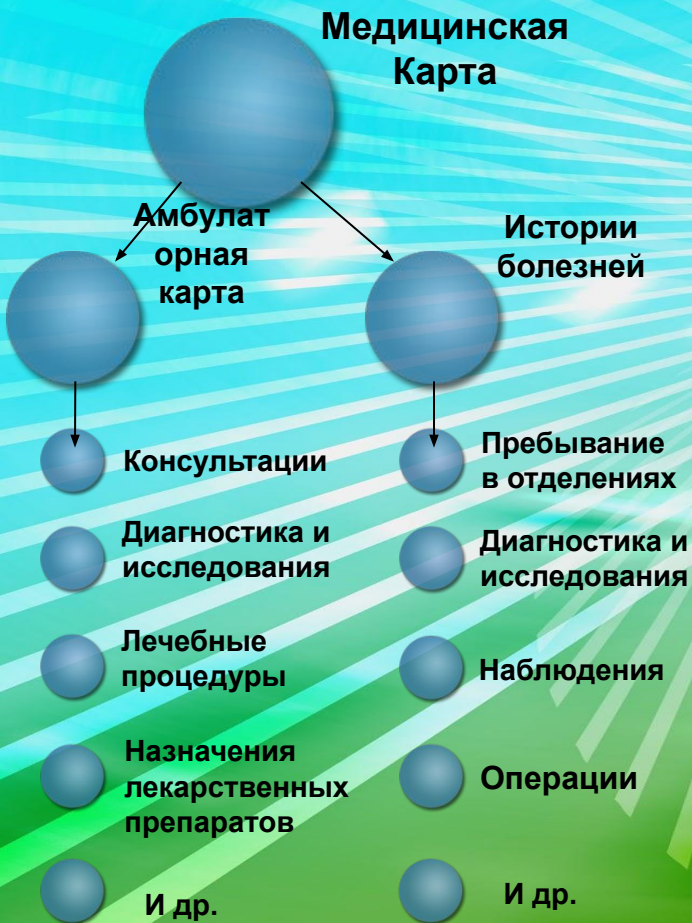 Медицинская
Карта
Амбулат
орная
карта
Истории
болезней
Консультации
Диагностика и
исследования
Лечебные
процедуры
Назначения
лекарственных
препаратов
И др.
Пребывание
в отделениях
Диагностика и
исследования
Наблюдения
Операции
И др.